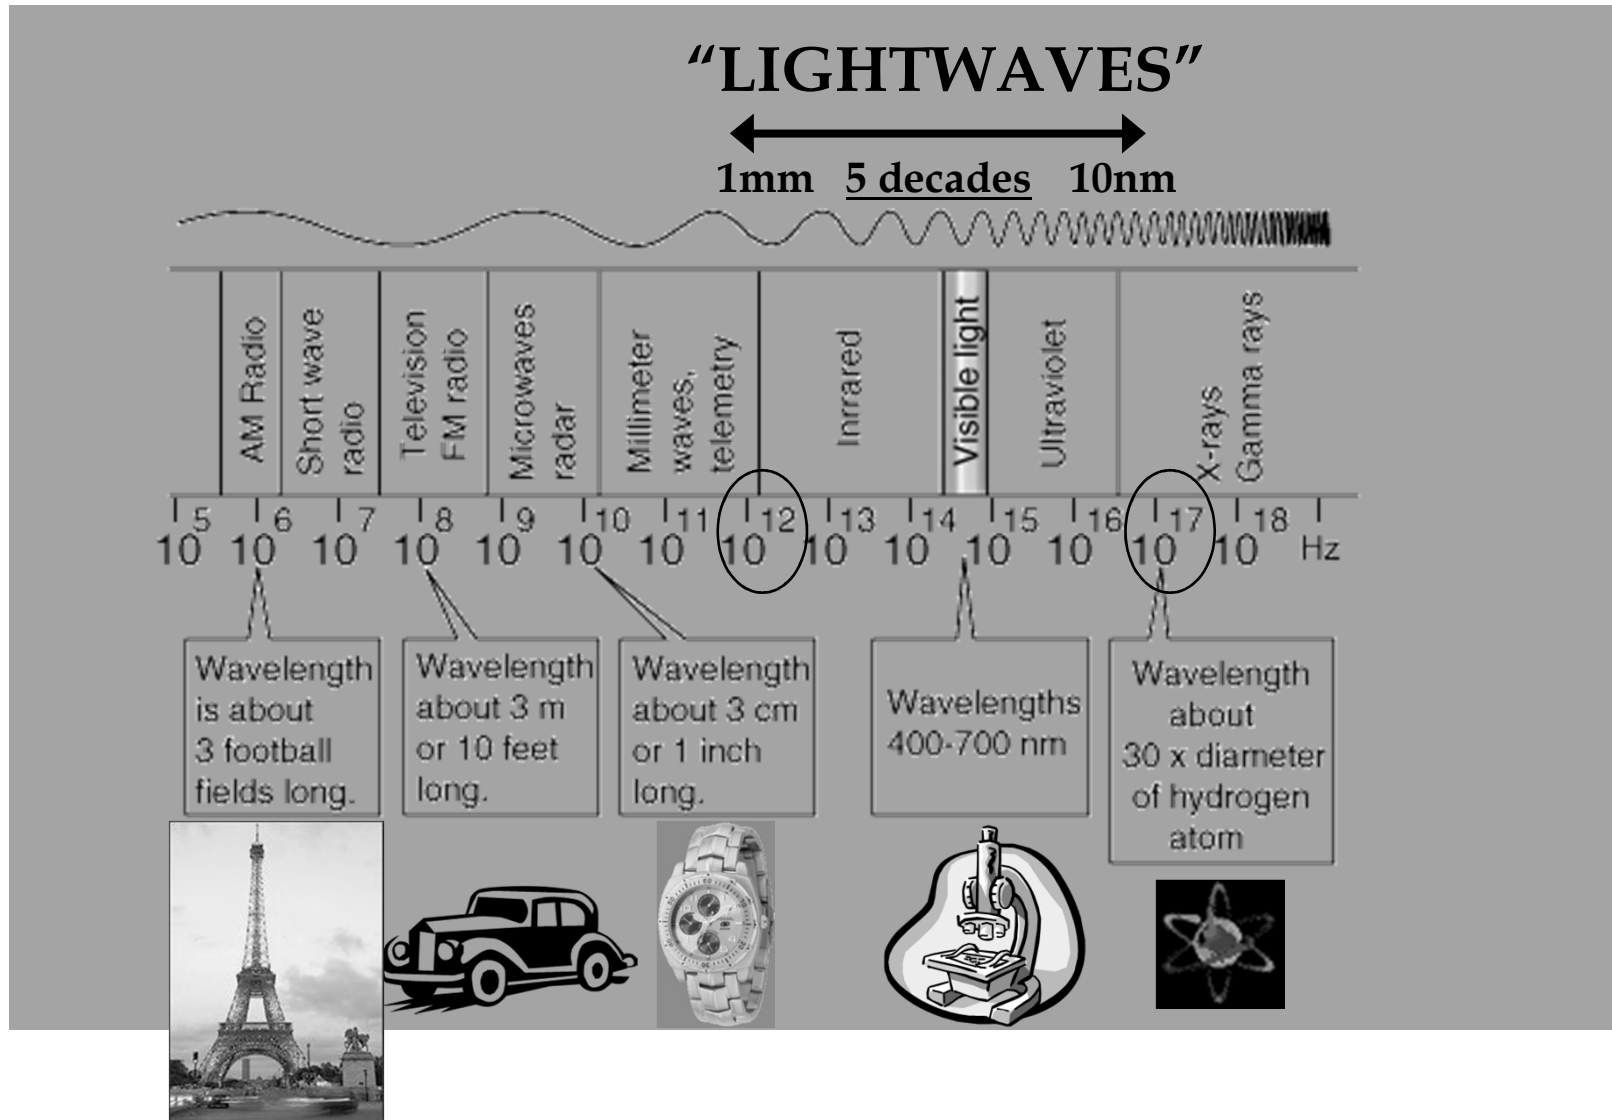 “LIGHTWAVES”
1mm 5 decades 10nm
AM Radio
Short wave
radio
Television
FM radio
Microwaves
radar
Millimeter
waves,
telemetry
Inrrared
Visible light
Ultraviolet
X-rays
Gamma rays
10^5 10^6 10^7 10^8 10^9 10^10 10^11 10^12 10^13 10^14 10^15 10^16 10^17 10^18 Hz
Wavelength
is about
3 football
fields long.
Wavelength
about 3 m
or 10 feet
long.
Wavelength
about 3 cm
or 1 inch
long.
Wavelengths
400-700 nm
Wavelength
about
30 x diameter
of hydrogen
atom